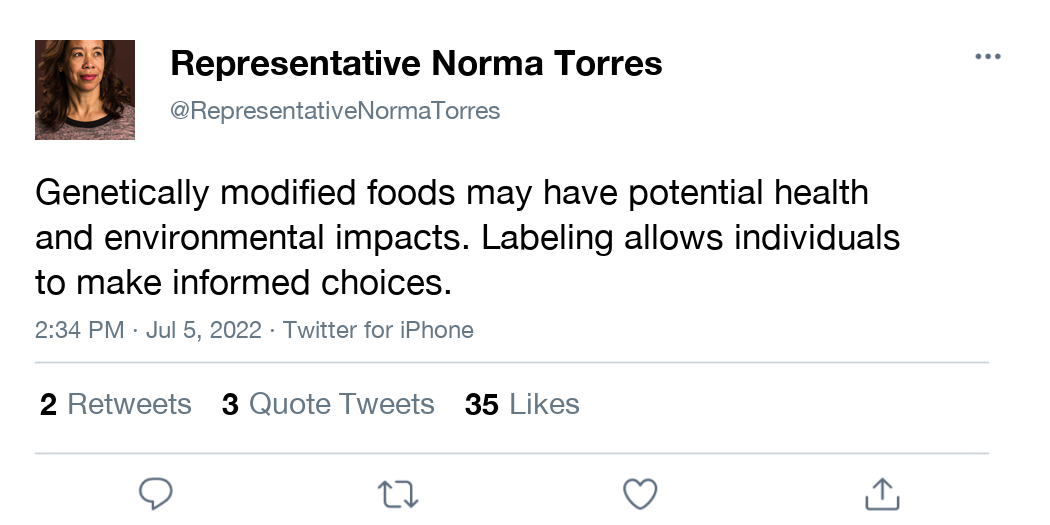 Representative Norma Torres
@RepresentativeNormaTorres
Genetically modified foods may have potential health
and environmental impacts. Labeling allows individuals
to make informed choices.
2:34 PM · Jul 5, 2022 · Twitter for iPhone
2 Retweets 3 Quote Tweets 35 Likes